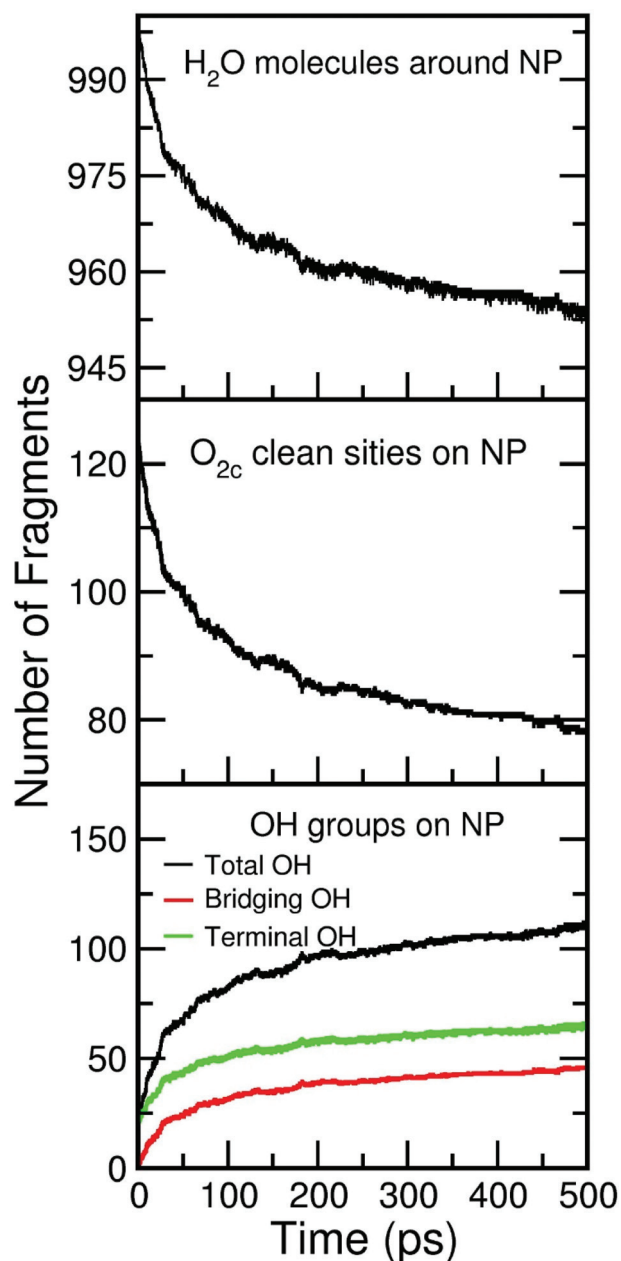 Number of Fragments
H₂O molecules around NP
990
975
960
945
O₂c clean sities on NP
120
100
80
OH groups on NP
Total OH
Bridging OH
Terminal OH
150
100
50
0
0 100 200 300 400 500
Time (ps)